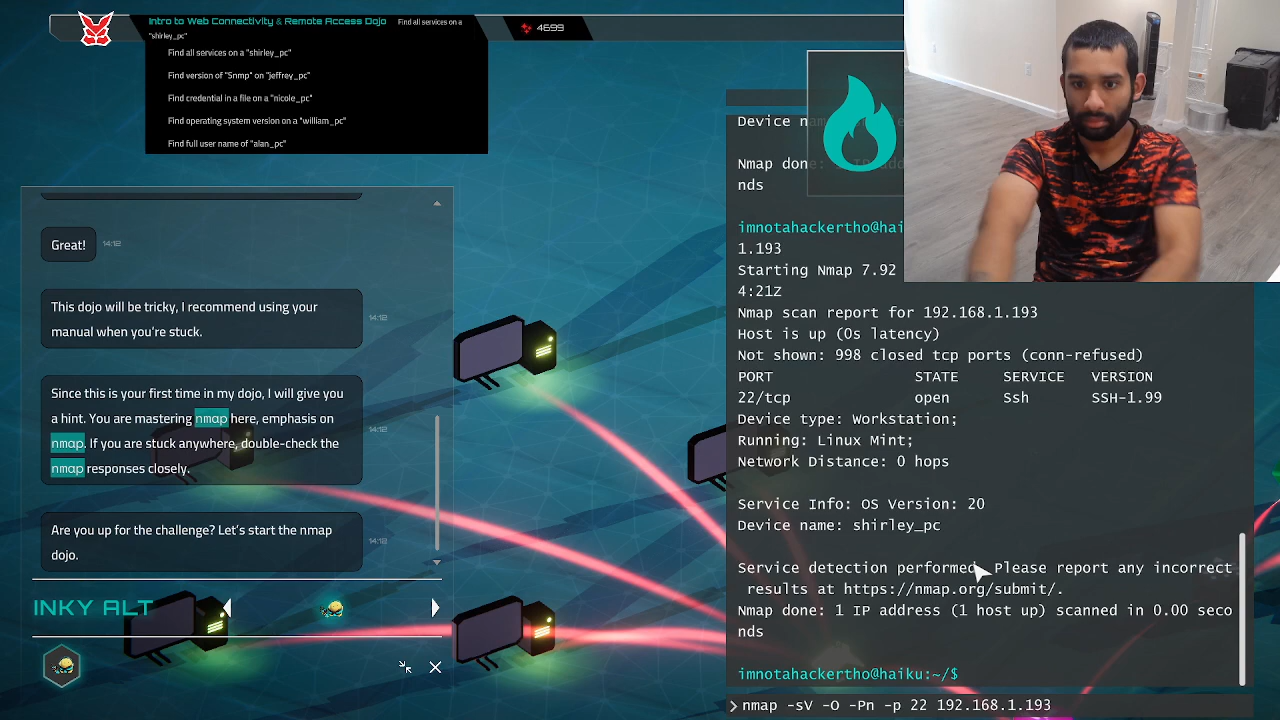 Intro to Web Connectivity & Remote Access Dojo Find all services on a
"shirley_pc"
Find all services on a "shirley_pc"
Find version of "Snmp" on "jeffrey_pc"
Find credential in a file on a "nicole_pc"
Find operating system version on a "william_pc"
Find full user name of "alan_pc"
4699
Great!
14:12
This dojo will be tricky, I recommend using your
manual when you're stuck.
14:12
Since this is your first time in my dojo, I will give you
a hint. You are mastering nmap here, emphasis on
nmap. If you are stuck anywhere, double-check the
nmap responses closely.
14:12
Are you up for the challenge? Let's start the nmap
dojo.
14:12
INKY ALT
Device
Nmap done: 1 IP
nds
imnotahackertho@hai
1.193
Starting Nmap 7.92
4:21Z
Nmap scan report for 192.168.1.193
Host is up (0s latency)
Not shown: 998 closed tcp ports (conn-refused)
PORT STATE SERVICE VERSION
22/tcp open Ssh SSH-1.99
Device type: Workstation;
Running: Linux Mint;
Network Distance: 0 hops
Service Info: OS Version: 20
Device name: shirley_pc
Service detection performed. Please report any incorrect
results at https://nmap.org/submit/.
Nmap done: 1 IP address (1 host up) scanned in 0.00 seco
nds
imnotahackertho@haiku:~/$
nmap -sV -O -Pn -p 22 192.168.1.193